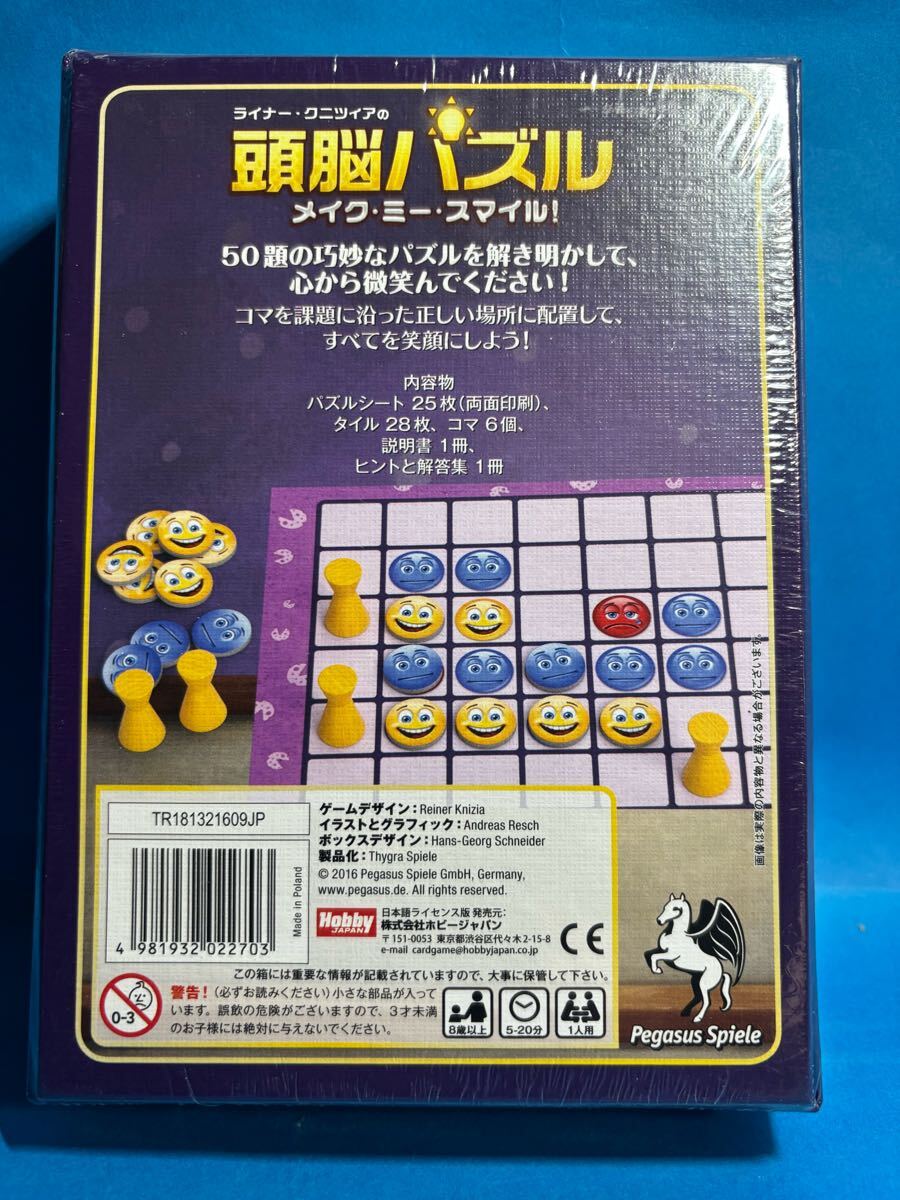 ライナー・クニツィアの
頭脳パズル
メイク・ミー・スマイル!
50題の巧妙なパズルを解き明かして、
心から微笑んでください!
コマを課題に沿った正しい場所に配置して、
すべてを笑顔にしよう!
内容物
パズルシート 25枚(両面印刷)、
タイル 28枚、コマ 6個、
説明書 1冊、
ヒントと解答集 1冊
画像は実際の内容物と異なる場合がございます。
TR181321609JP
Made in Poland
4 981932 022703
ゲームデザイン:Reiner Knizia
イラストとグラフィック:Andreas Resch
ボックスデザイン:Hans-Georg Schneider
製品化:Thygra Spiele
© 2016 Pegasus Spiele GmbH, Germany,
www.pegasus.de. All rights reserved.
Hobby
JAPAN
日本語ライセンス版 発売元:
株式会社ホビージャパン
〒151-0053 東京都渋谷区代々木2-15-8
e-mail cardgame@hobbyjapan.co.jp
CE
この箱には重要な情報が記載されていますので、大事に保管して下さい。
0-3
警告!(必ずお読みください)小さな部品が入って
います。誤飲の危険がございますので、3才未満
のお子様には絶対に与えないでください。
8歳以上
5-20分
1人用
Pegasus Spiele